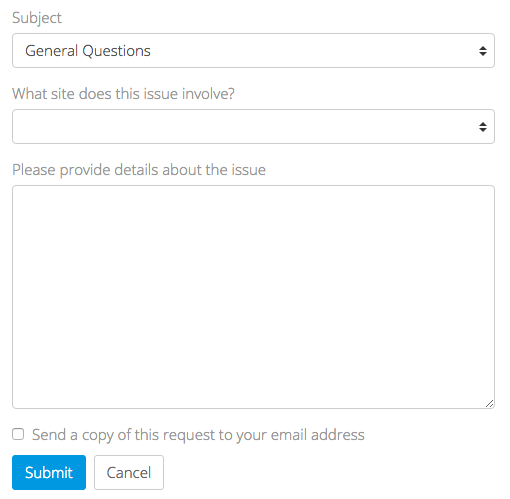 Subject
General Questions
What site does this issue involve?
Please provide details about the issue
Send a copy of this request to your email address
Submit Cancel